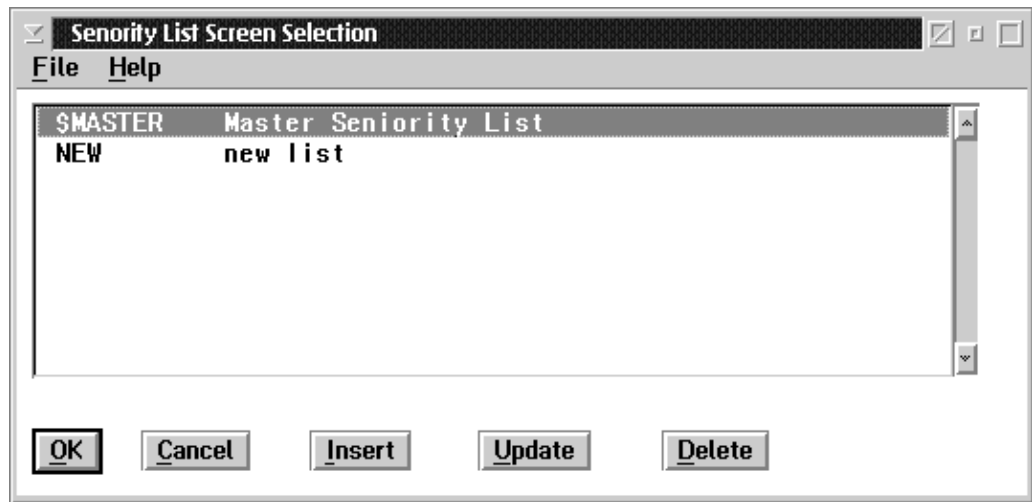 Senority List Screen Selection
File Help
$MASTER Master Seniority List
NEW new list
OK Cancel Insert Update Delete